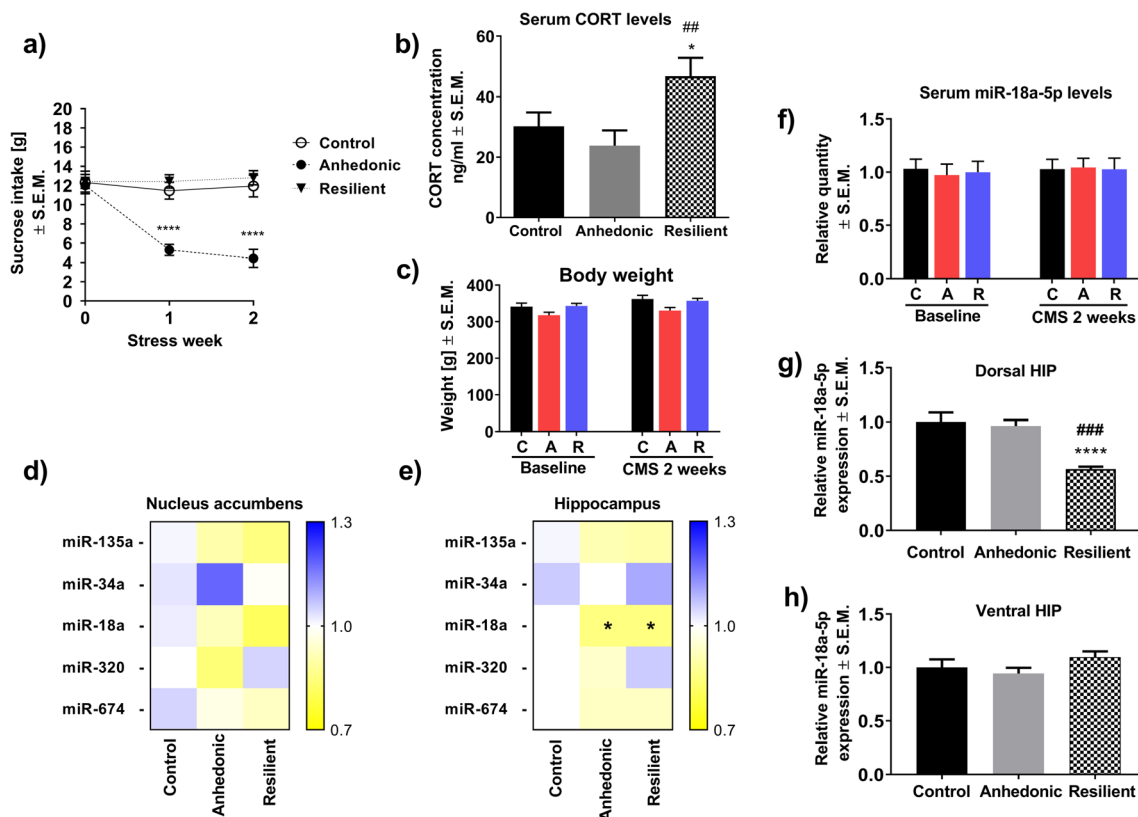 a)
Sucrose intake [g]
± S.E.M.
20
18
16
14
12
10
8
6
4
2
0
****
****
0
1
2
Stress week
Control
Anhedonic
Resilient
b)
Serum CORT levels
CORT concentration
ng/ml ± S.E.M.
60
40
20
0
##
*
Control
Anhedonic
Resilient
c)
Body weight
Weight [g] ± S.E.M.
400
300
200
100
0
C A R
C A R
Baseline
CMS 2 weeks
d)
Nucleus accumbens
miR-135a -
miR-34a -
miR-18a -
miR-320 -
miR-674 -
Control
Anhedonic
Resilient
1.3
1.0
0.7
e)
Hippocampus
miR-135a -
miR-34a -
miR-18a -
* *
miR-320 -
miR-674 -
Control
Anhedonic
Resilient
1.3
1.0
0.7
f)
Serum miR-18a-5p levels
Relative quantity
± S.E.M.
1.5
1.0
0.5
0.0
C A R
C A R
Baseline
CMS 2 weeks
g)
Dorsal HIP
Relative miR-18a-5p
expression ± S.E.M.
1.5
1.0
0.5
0.0
###
****
Control
Anhedonic
Resilient
h)
Ventral HIP
Relative miR-18a-5p
expression ± S.E.M.
1.5
1.0
0.5
0.0
Control
Anhedonic
Resilient